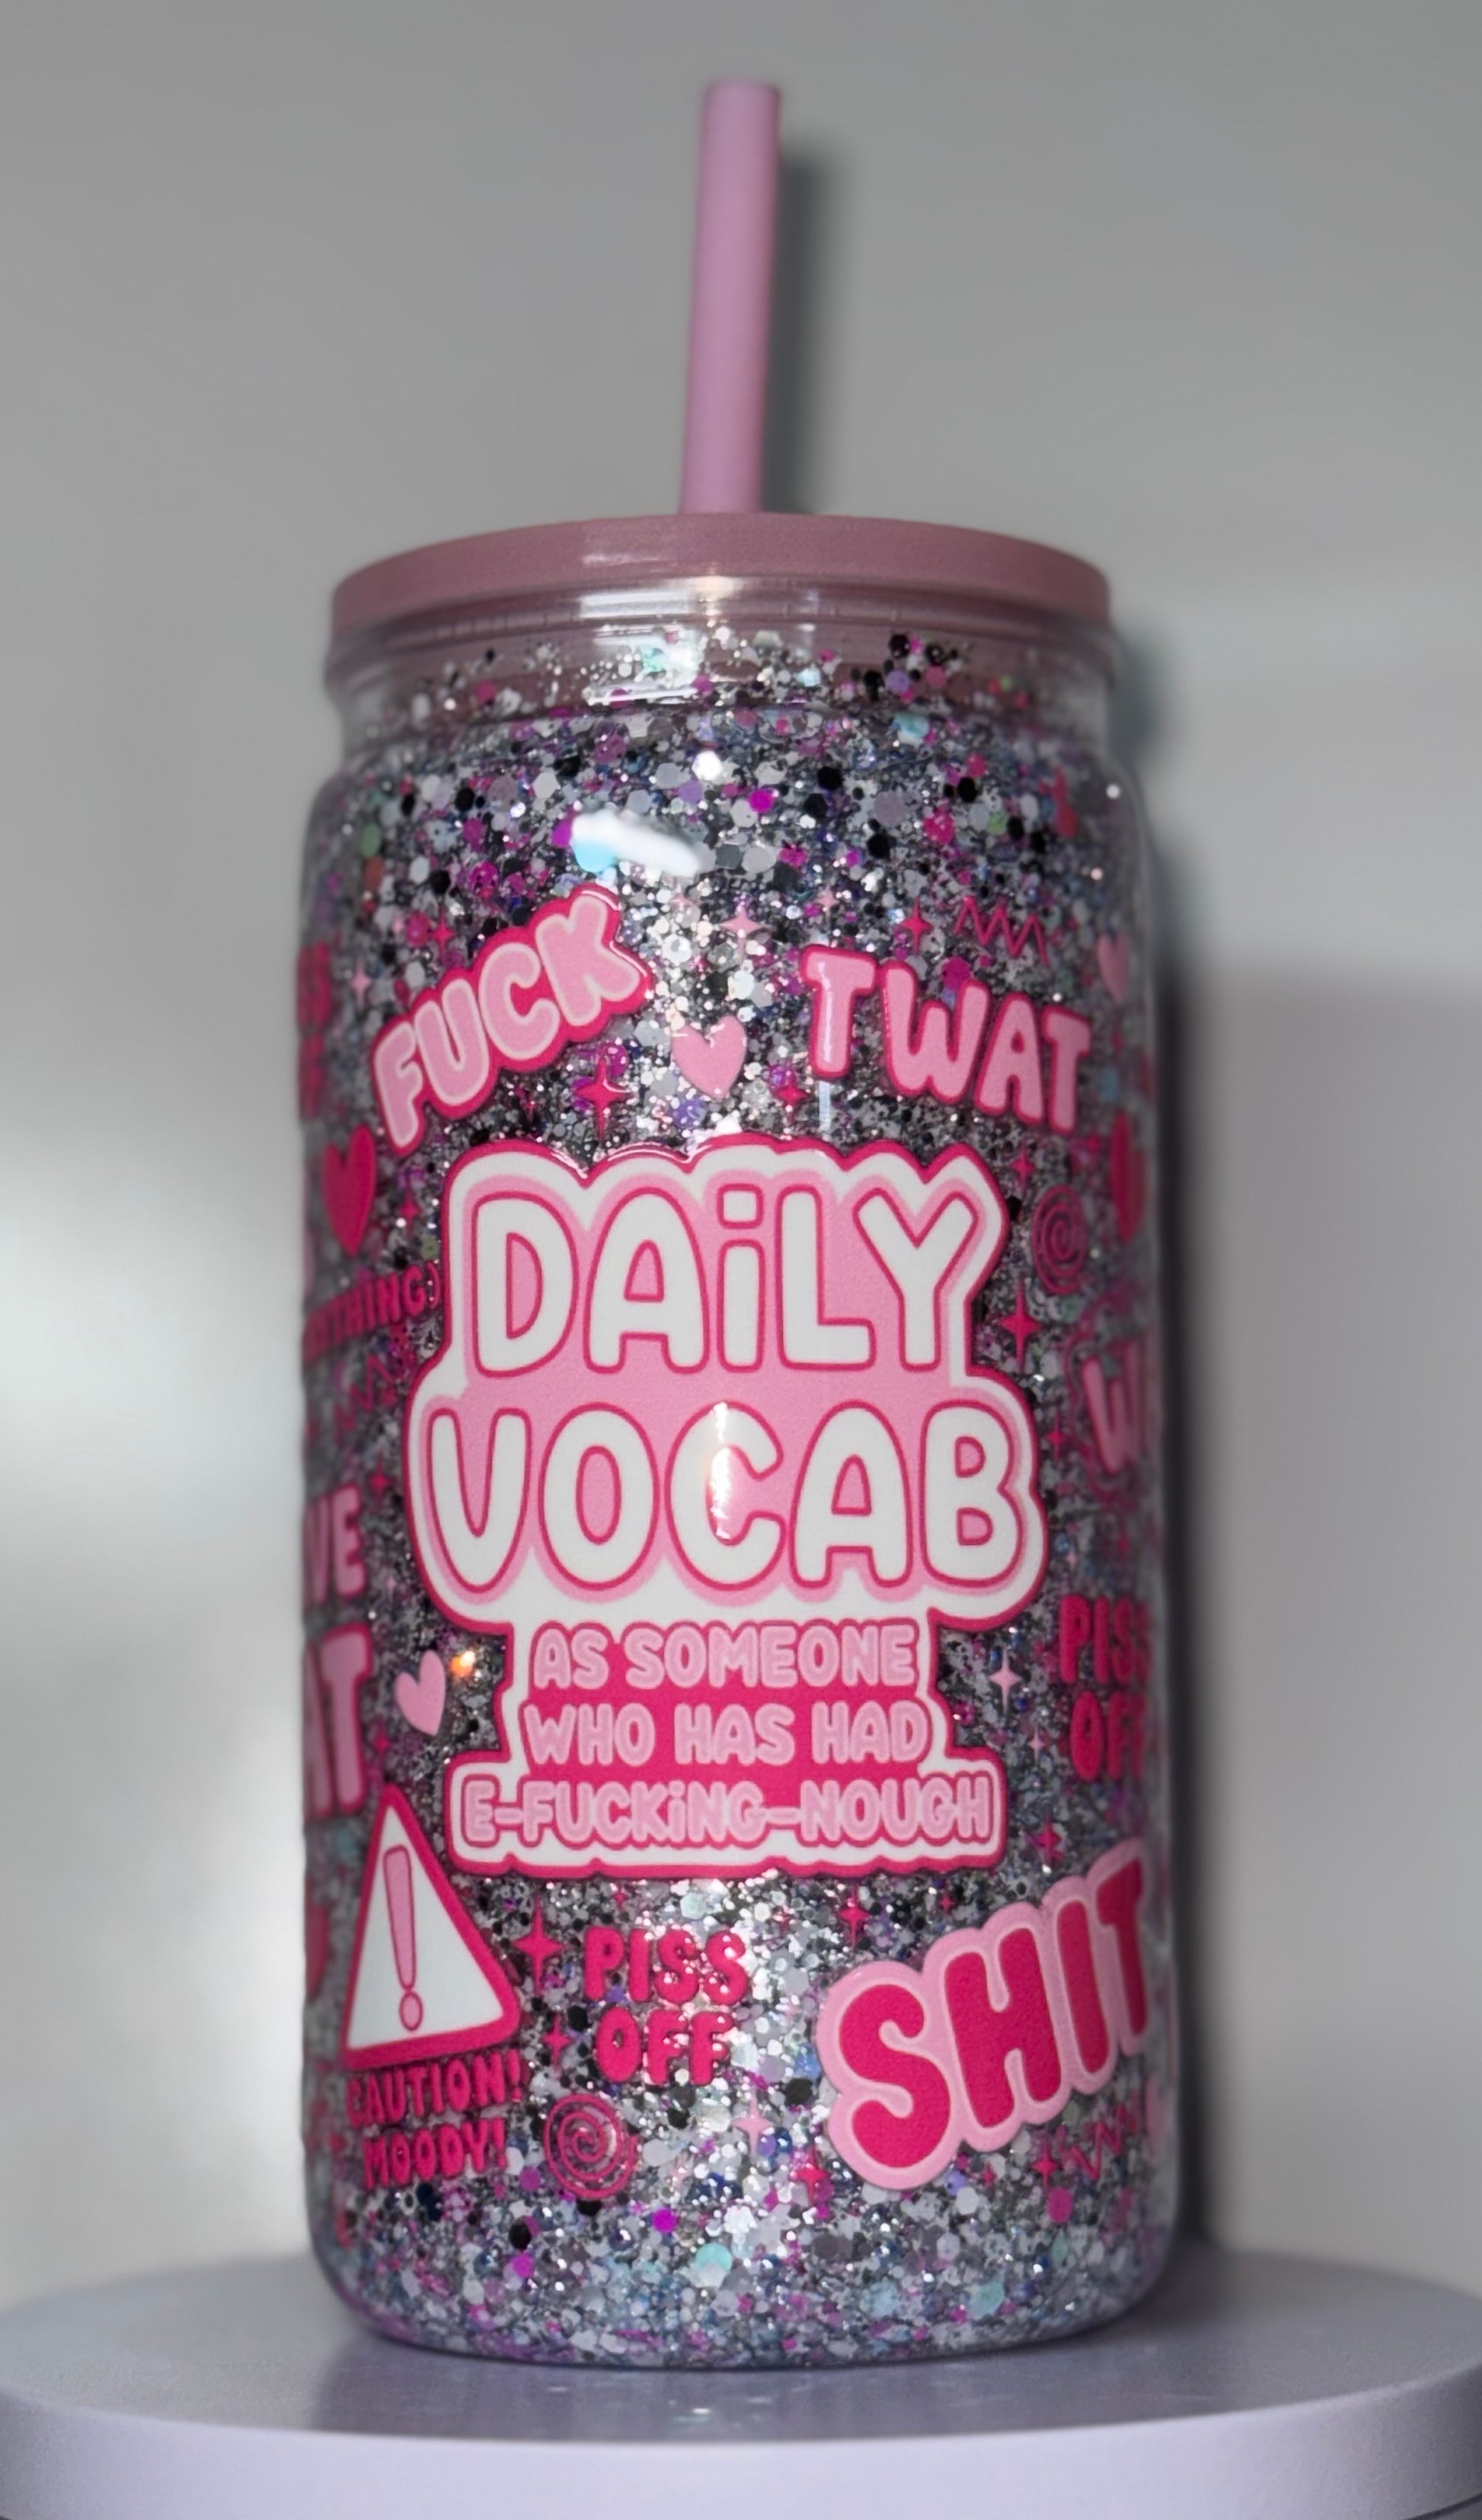 FUCK
TWAT
DAiLY
VOCAB
AS SOMEONE
WHO HAS HAD
E-FUCKiNG-NOUGH
PISS
OFF
CAUTION!
MOODY!
PISS
OFF
SHIT